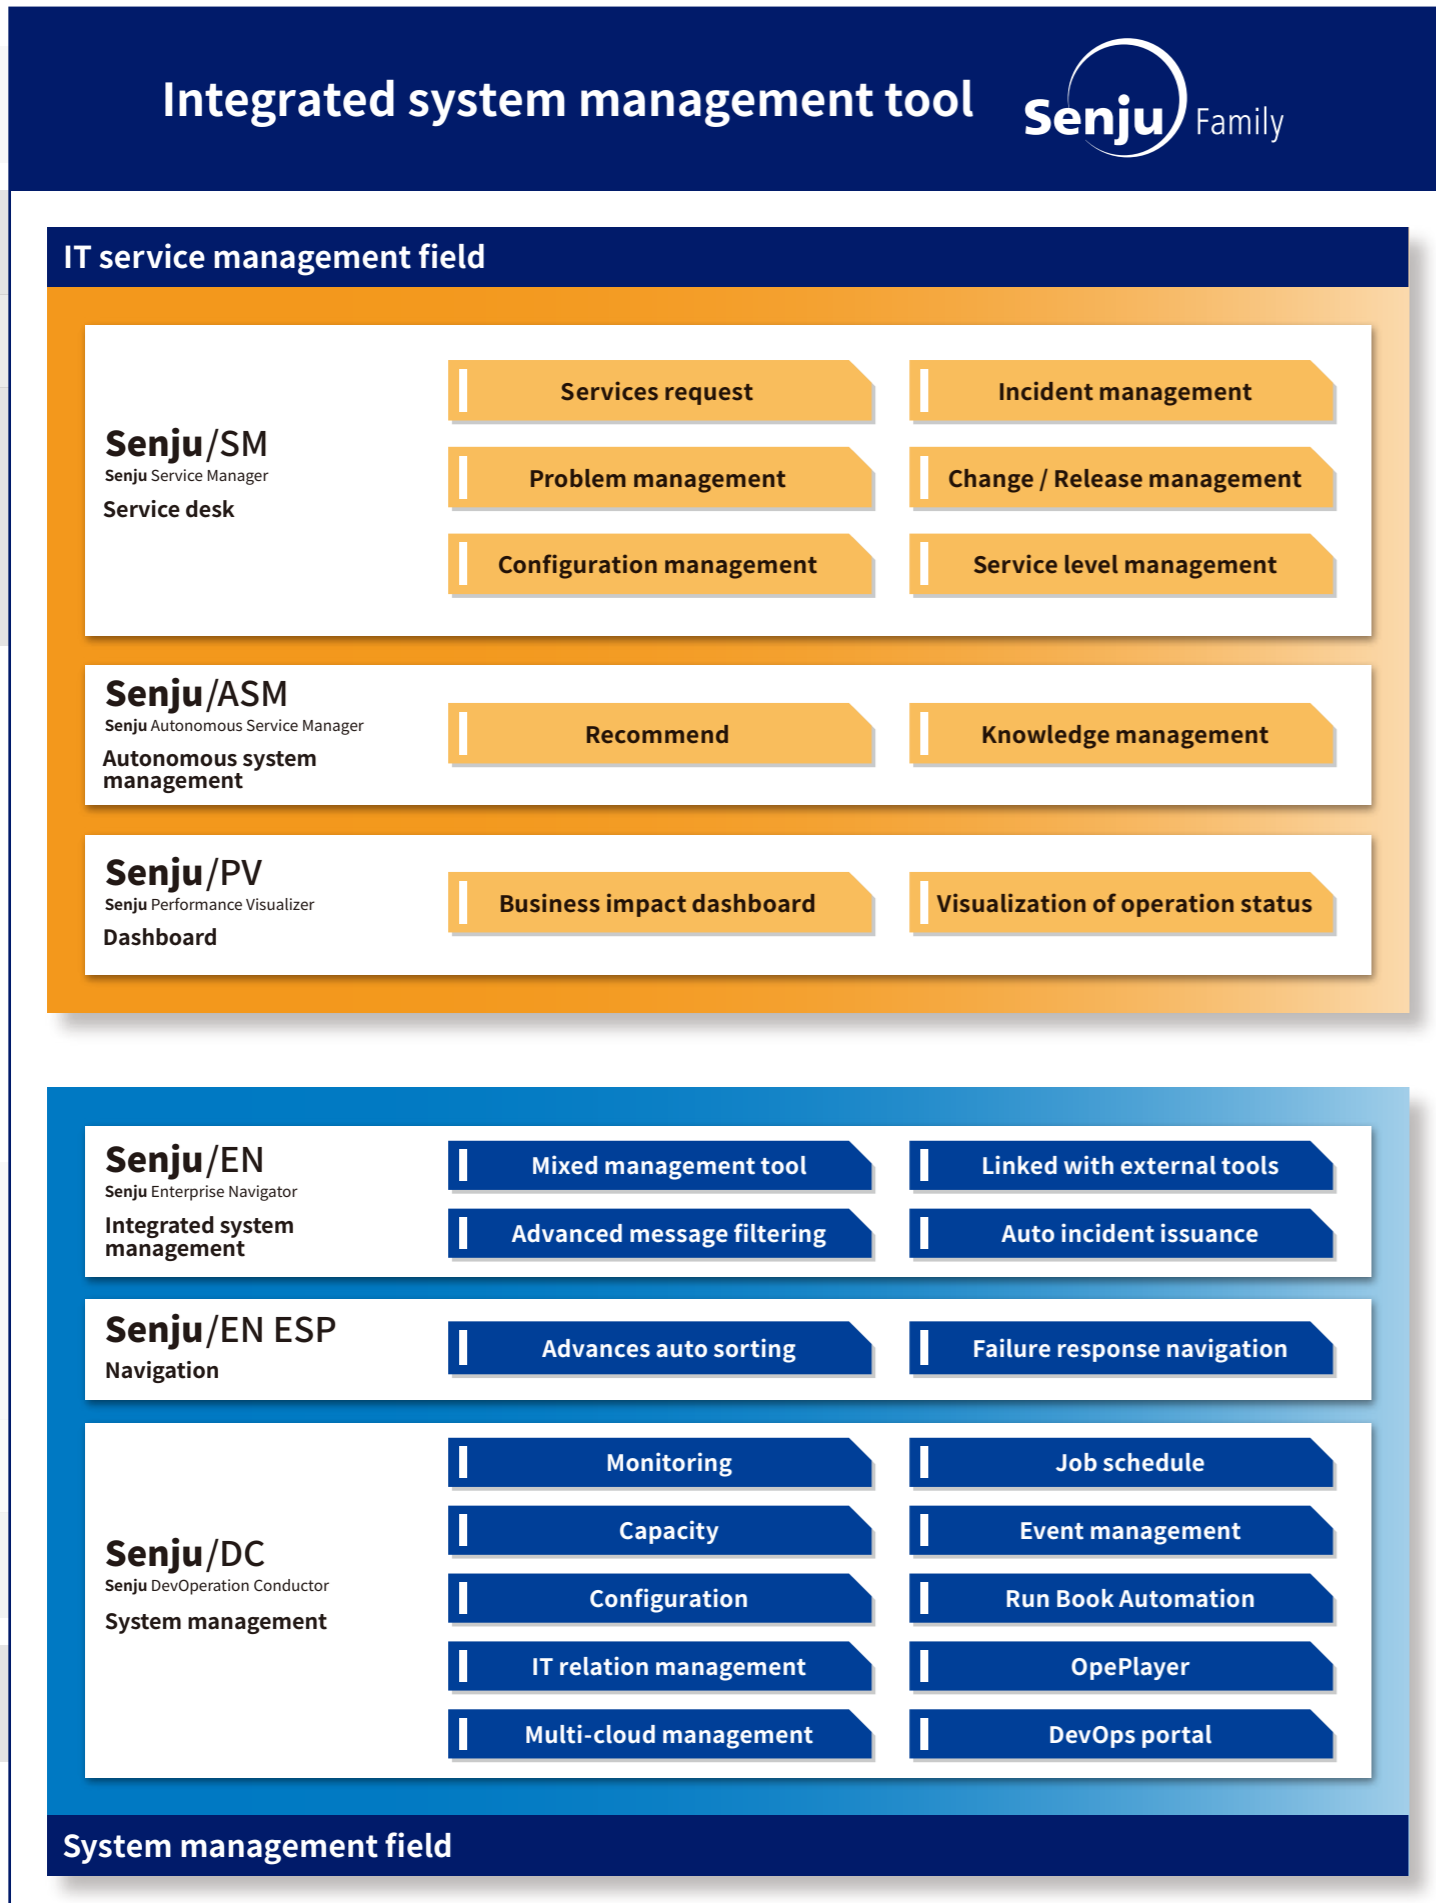 Integrated system management tool
Senju Family
IT service management field
Senju/SM
Senju Service Manager
Service desk
Services request
Incident management
Problem management
Change / Release management
Configuration management
Service level management
Senju/ASM
Senju Autonomous Service Manager
Autonomous system
management
Recommend
Knowledge management
Senju/PV
Senju Performance Visualizer
Dashboard
Business impact dashboard
Visualization of operation status
Senju/EN
Senju Enterprise Navigator
Integrated system
management
Mixed management tool
Linked with external tools
Advanced message filtering
Auto incident issuance
Senju/EN ESP
Navigation
Advances auto sorting
Failure response navigation
Senju/DC
Senju DevOperation Conductor
System management
Monitoring
Job schedule
Capacity
Event management
Configuration
Run Book Automation
IT relation management
OpePlayer
Multi-cloud management
DevOps portal
System management field